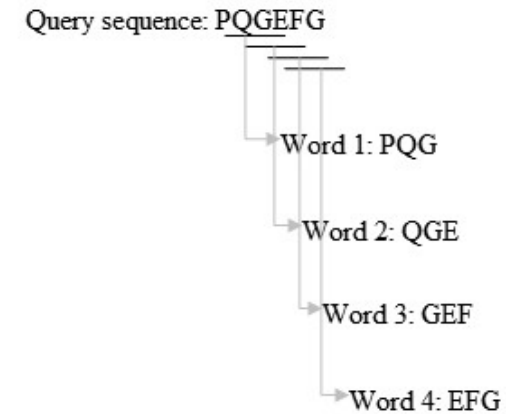 Query sequence: PQGEFG
Word 1: PQG
Word 2: QGE
Word 3: GEF
Word 4: EFG